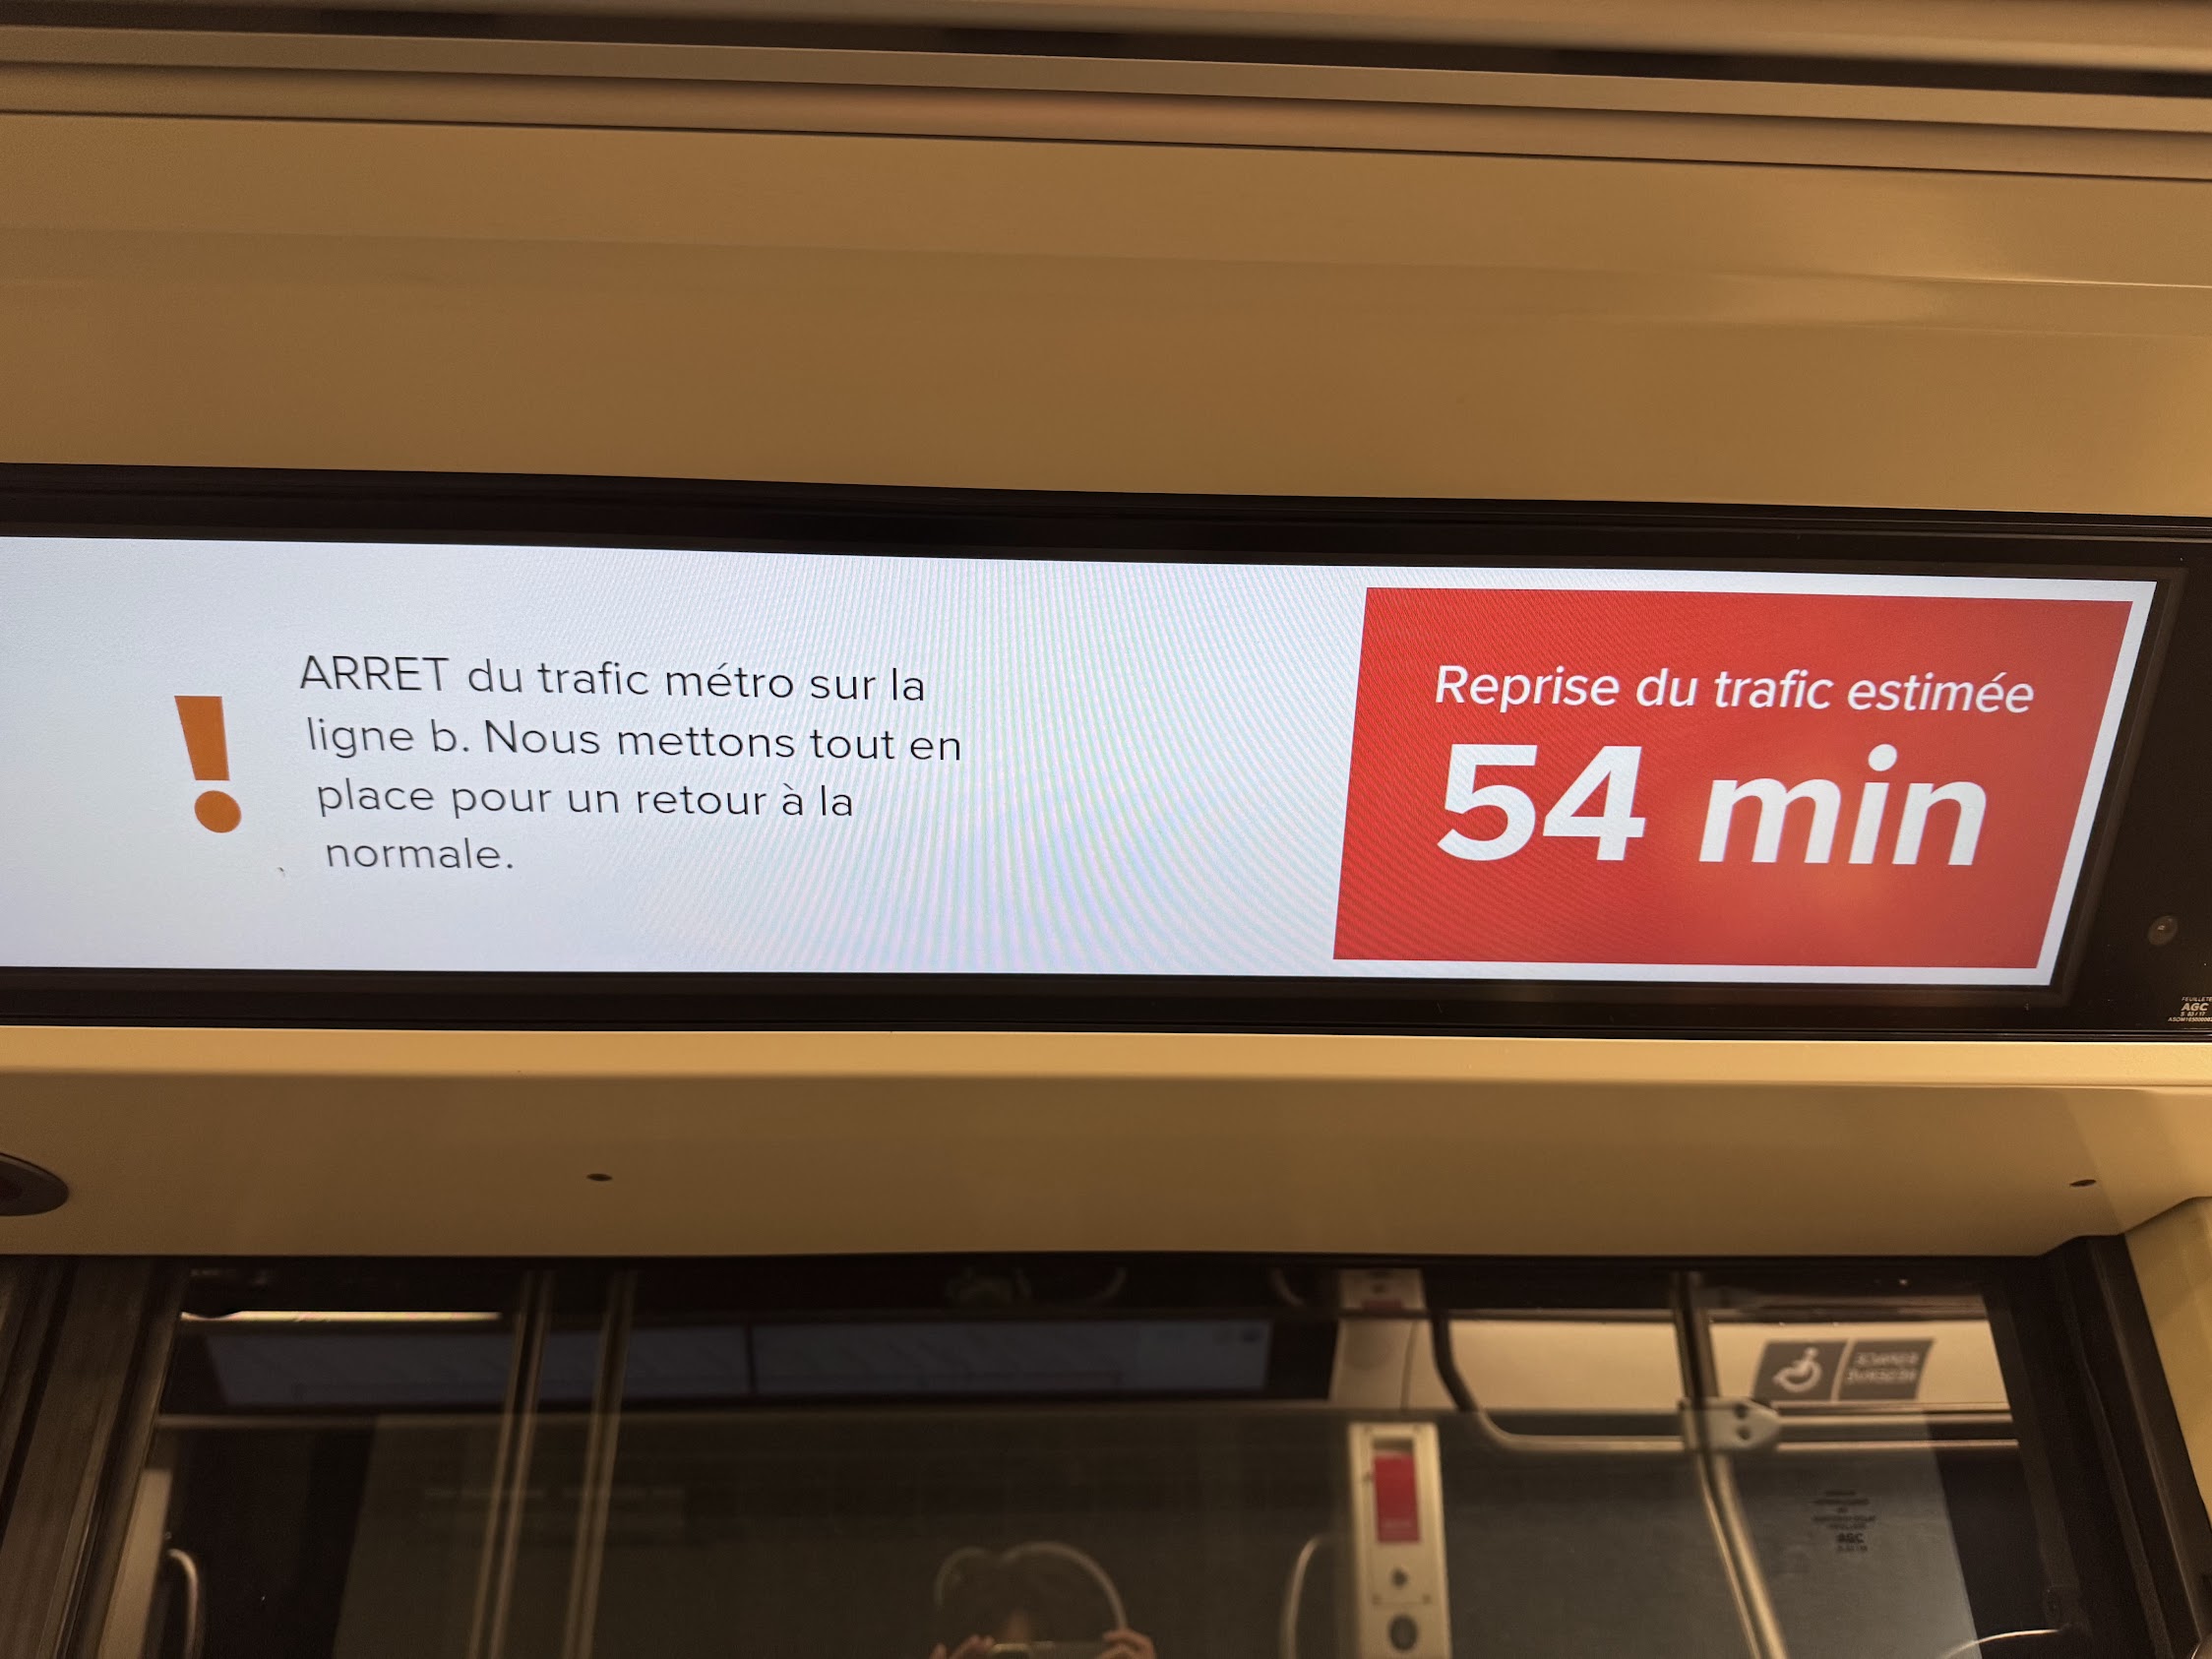 ARRET du trafic métro sur la
ligne b. Nous mettons tout en
place pour un retour à la
normale.
Reprise du trafic estimée
54 min
AGC